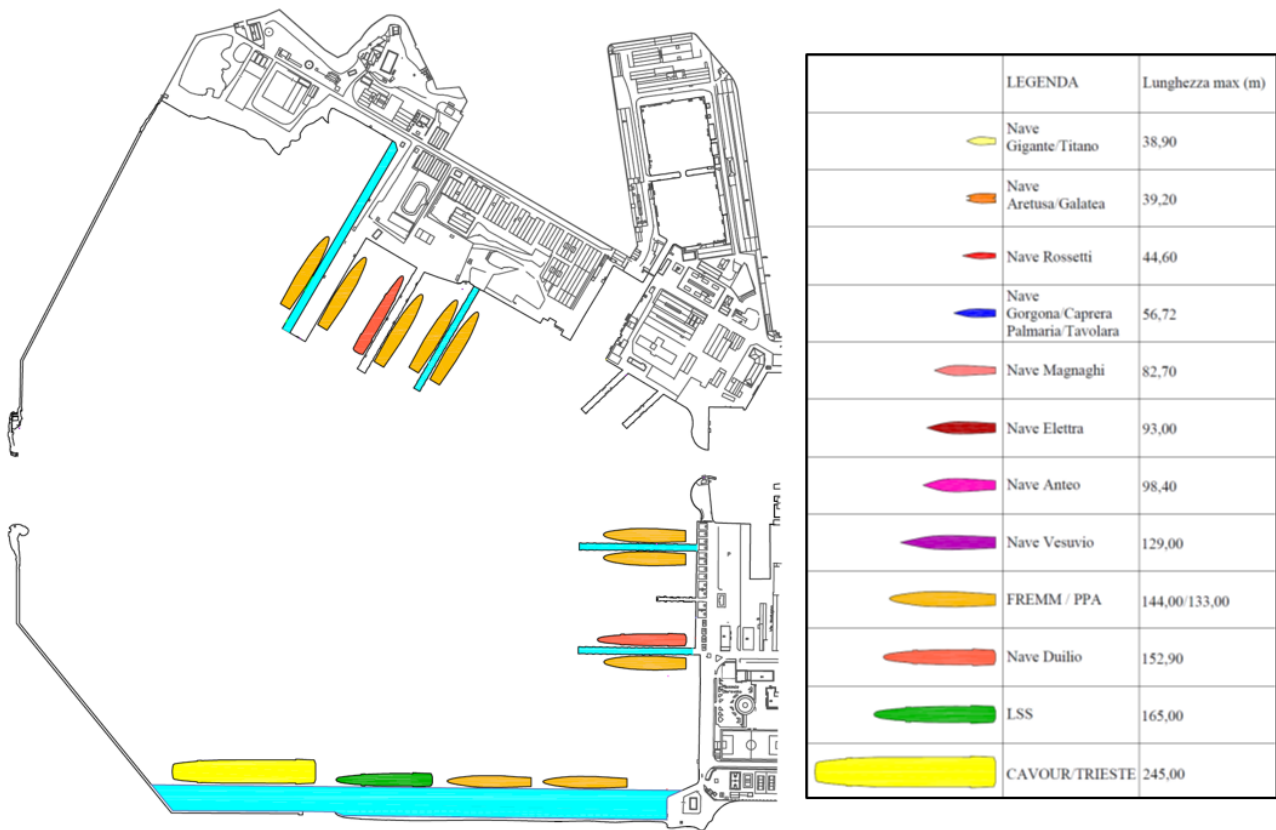 LEGENDA Lunghezza max (m)
Nave
Gigante/Titano 38,90
Nave
Aretusa/Galatea 39,20
Nave Rossetti 44,60
Nave
Gorgona/Caprera
Palmaria/Tavolara 56,72
Nave Magnaghi 82,70
Nave Elettra 93,00
Nave Anteo 98,40
Nave Vesuvio 129,00
FREMM / PPA 144,00/133,00
Nave Duilio 152,90
LSS 165,00
CAVOUR/TRIESTE 245,00
P